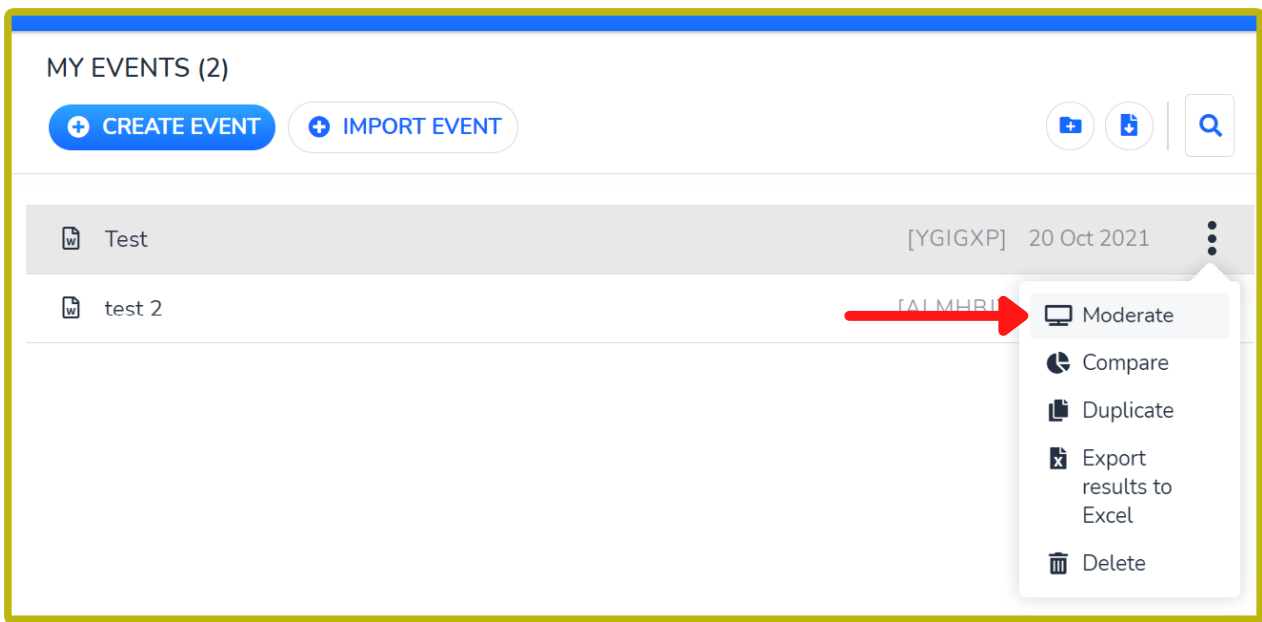 MY EVENTS (2)
CREATE EVENT IMPORT EVENT
Test [YGIGXP] 20 Oct 2021
test 2
Moderate
Compare
Duplicate
Export
results to
Excel
Delete